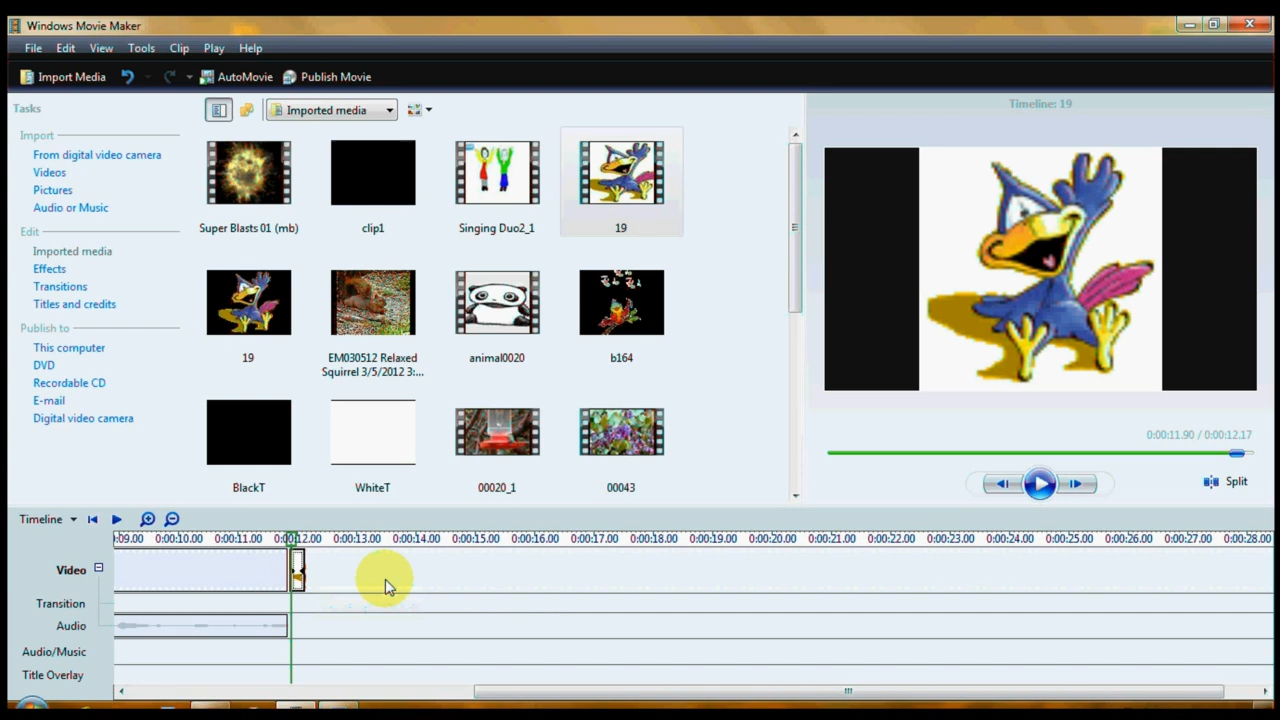 Windows Movie Maker
File Edit View Tools Clip Play Help
Import Media AutoMovie Publish Movie
Tasks
Imported media
Timeline: 19
Import
From digital video camera
Videos
Pictures
Audio or Music
Edit
Imported media
Effects
Transitions
Titles and credits
Publish to
This computer
DVD
Recordable CD
E-mail
Digital video camera
Super Blasts 01 (mb) clip1 Singing Duo2_1 19
19 EM030512 Relaxed Squirrel 3/5/2012 3:... animal0020 b164
BlackT WhiteT 00020_1 00043
0:00:11.90 / 0:00:12.17
Split
Timeline
:09.00 0:00:10.00 0:00:11.00 0:00:12.00 0:00:13.00 0:00:14.00 0:00:15.00 0:00:16.00 0:00:17.00 0:00:18.00 0:00:19.00 0:00:20.00 0:00:21.00 0:00:22.00 0:00:23.00 0:00:24.00 0:00:25.00 0:00:26.00 0:00:27.00 0:00:28.00
Video
Transition
Audio
Audio/Music
Title Overlay